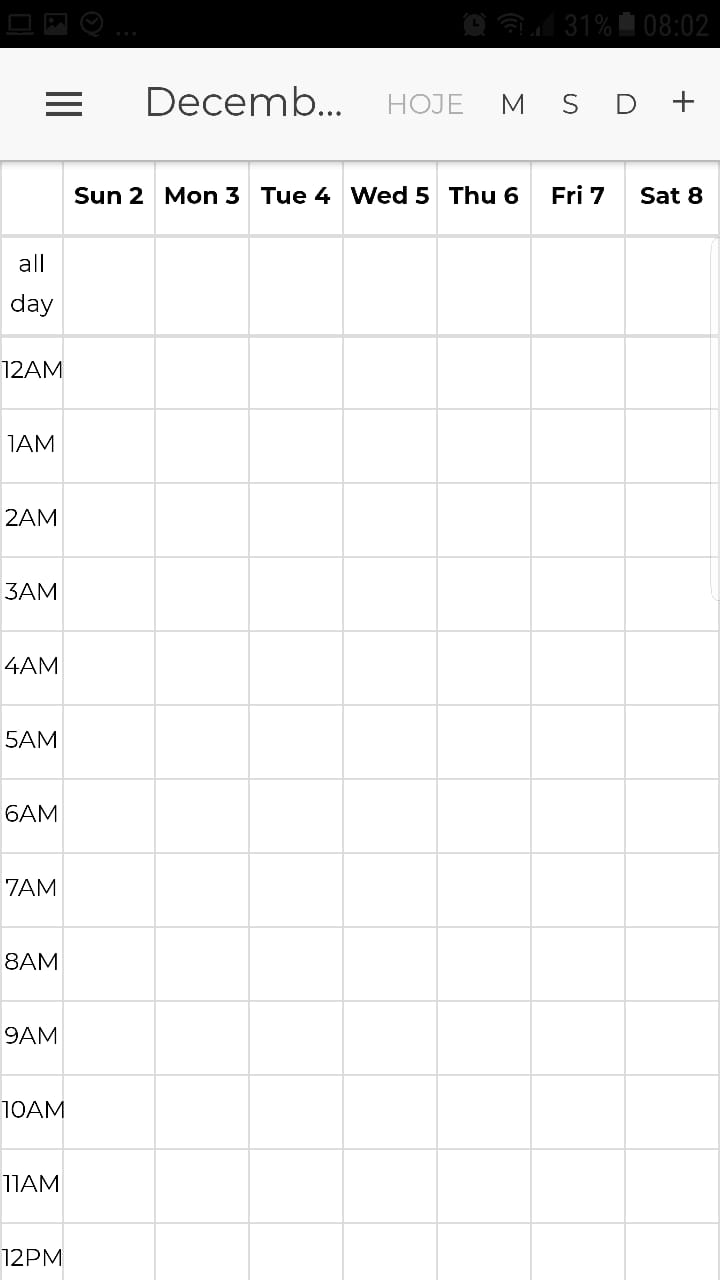 31% 08:02
Decemb... HOJE M S D +
Sun 2 Mon 3 Tue 4 Wed 5 Thu 6 Fri 7 Sat 8
all
day
12AM
1AM
2AM
3AM
4AM
5AM
6AM
7AM
8AM
9AM
10AM
11AM
12PM